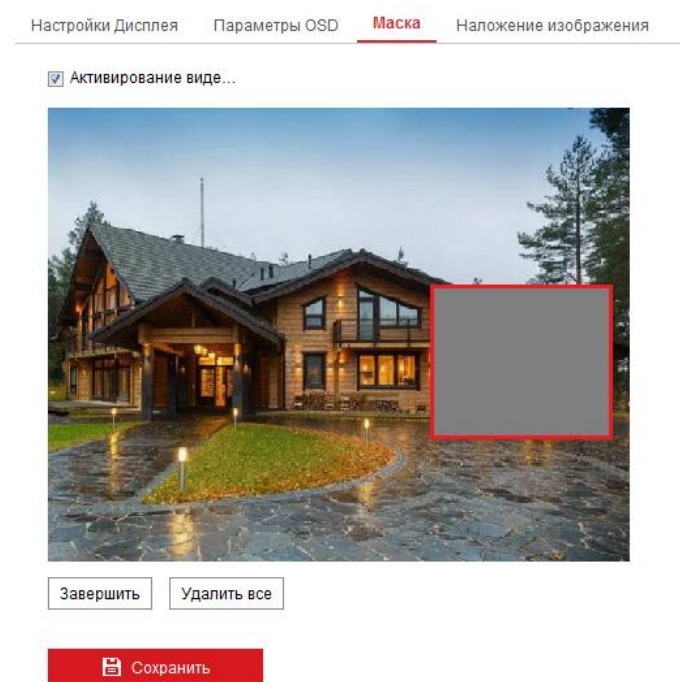 Настройки Дисплея Параметры OSD Маска Наложение изображения
Активирование виде...
Завершить Удалить все
Сохранить